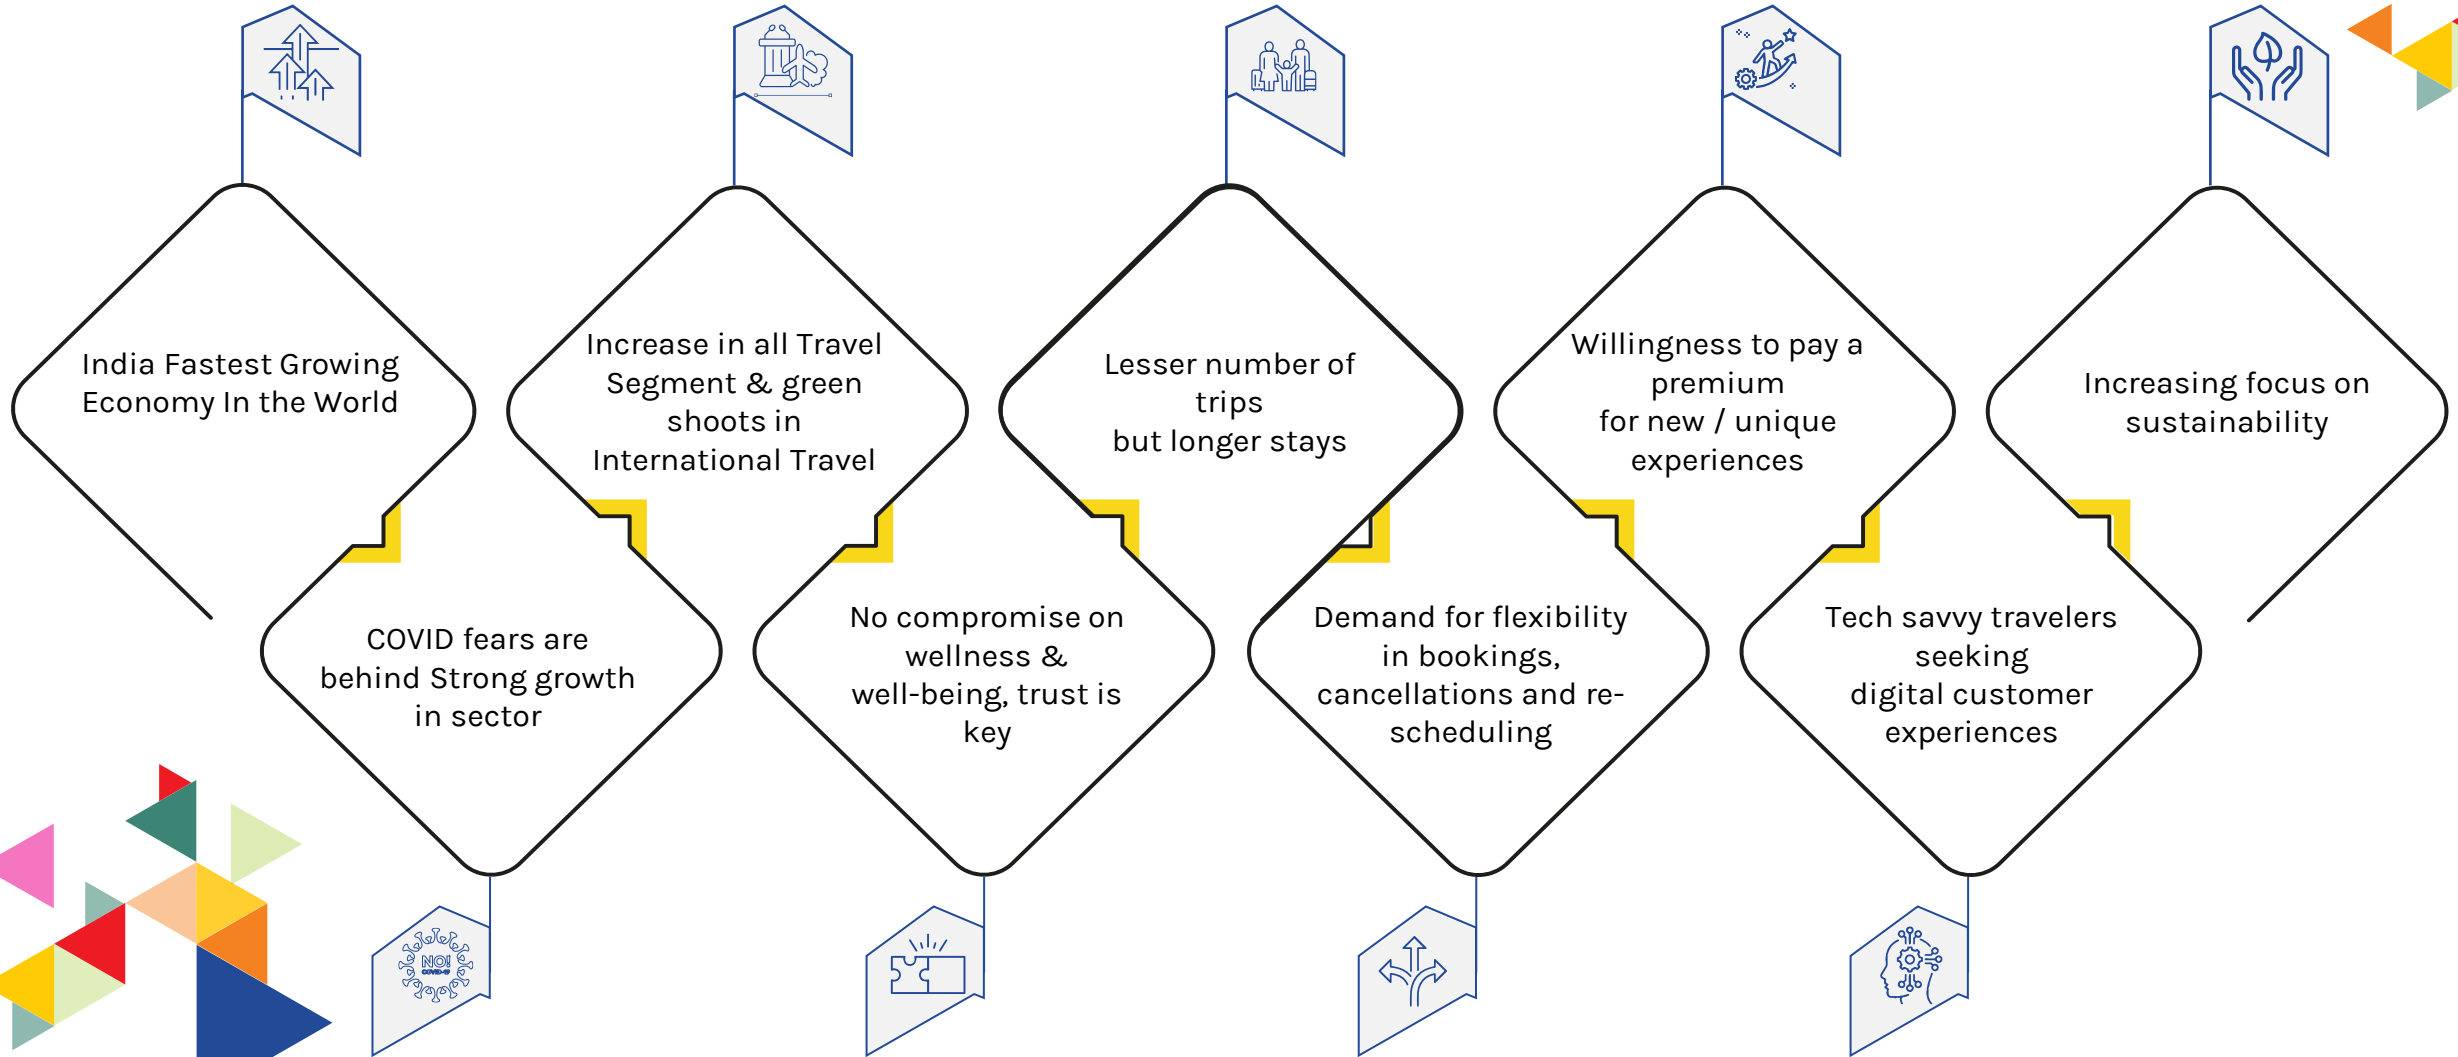 India Fastest Growing
Economy In the World
COVID fears are
behind Strong growth
in sector
Increase in all Travel
Segment & green
shoots in
International Travel
No compromise on
wellness &
well-being, trust is
key
Lesser number of
trips
but longer stays
Demand for flexibility
in bookings,
cancellations and re-
scheduling
Willingness to pay a
premium
for new / unique
experiences
Tech savvy travelers
seeking
digital customer
experiences
Increasing focus on
sustainability
NO!
COVID-19